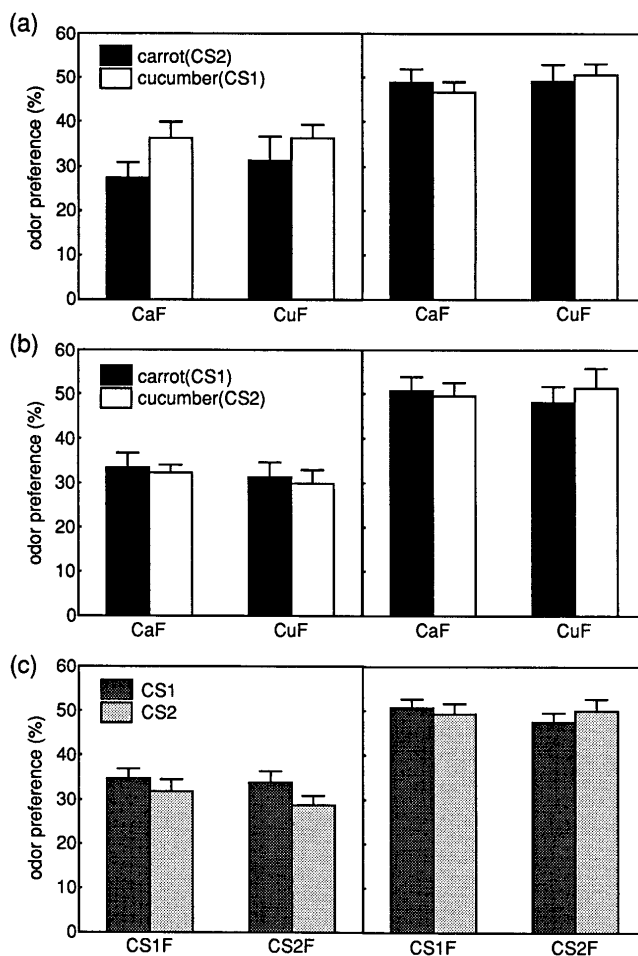 (a)
60
50
40
30
20
10
0
odor preference (%)
carrot(CS2)
cucumber(CS1)
CaF
CuF
CaF
CuF
(b)
60
50
40
30
20
10
0
odor preference (%)
carrot(CS1)
cucumber(CS2)
CaF
CuF
CaF
CuF
(c)
60
50
40
30
20
10
0
odor preference (%)
CS1
CS2
CS1F
CS2F
CS1F
CS2F